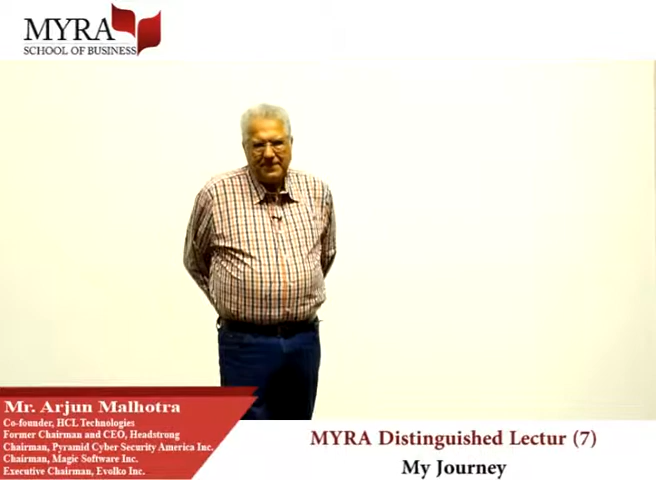 MYRA
SCHOOL OF BUSINESS
Mr. Arjun Malhotra
Co-founder, HCL Technologies
Former Chairman and CEO, Headstrong
Chairman, Pyramid Cyber Security America Inc.
Chairman, Magic Software Inc.
Executive Chairman, Evolko Inc.
MYRA Distinguished Lectur (7)
My Journey